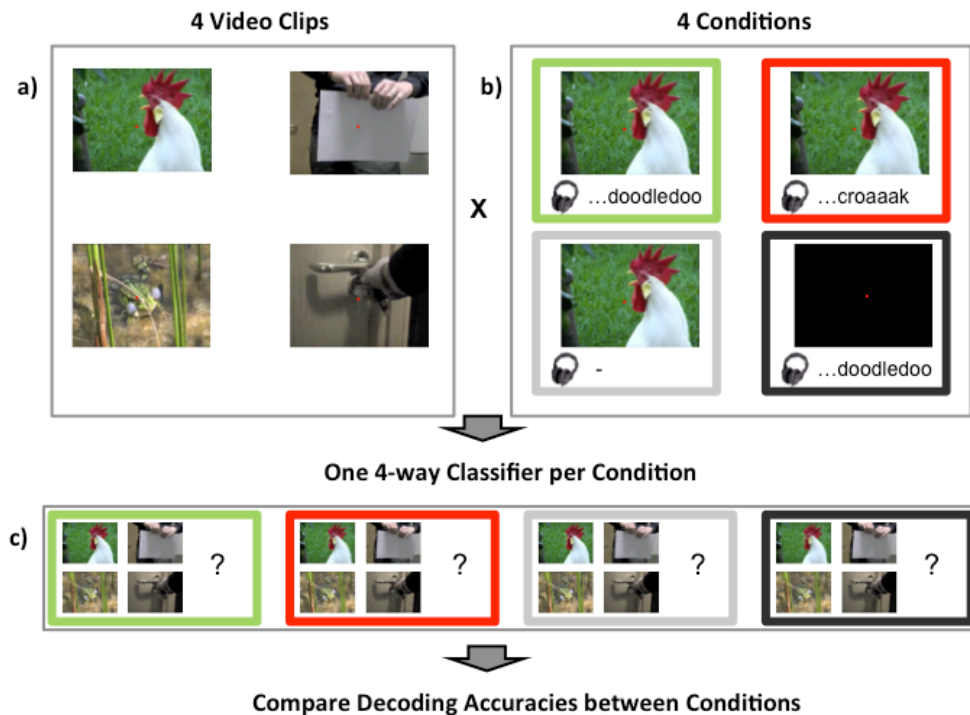 4 Video Clips
4 Conditions
a)
b)
…doodledoo
…croaaak
X
-
…doodledoo
One 4-way Classifier per Condition
c)
?
?
?
?
Compare Decoding Accuracies between Conditions